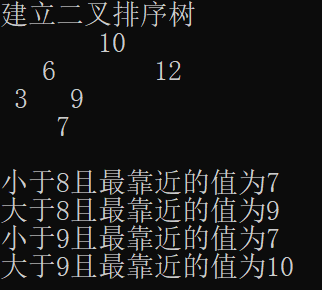 建立二叉排序树
10
6 12
3 9
7
小于8且最靠近的值为7
大于8且最靠近的值为9
小于9且最靠近的值为7
大于9且最靠近的值为10